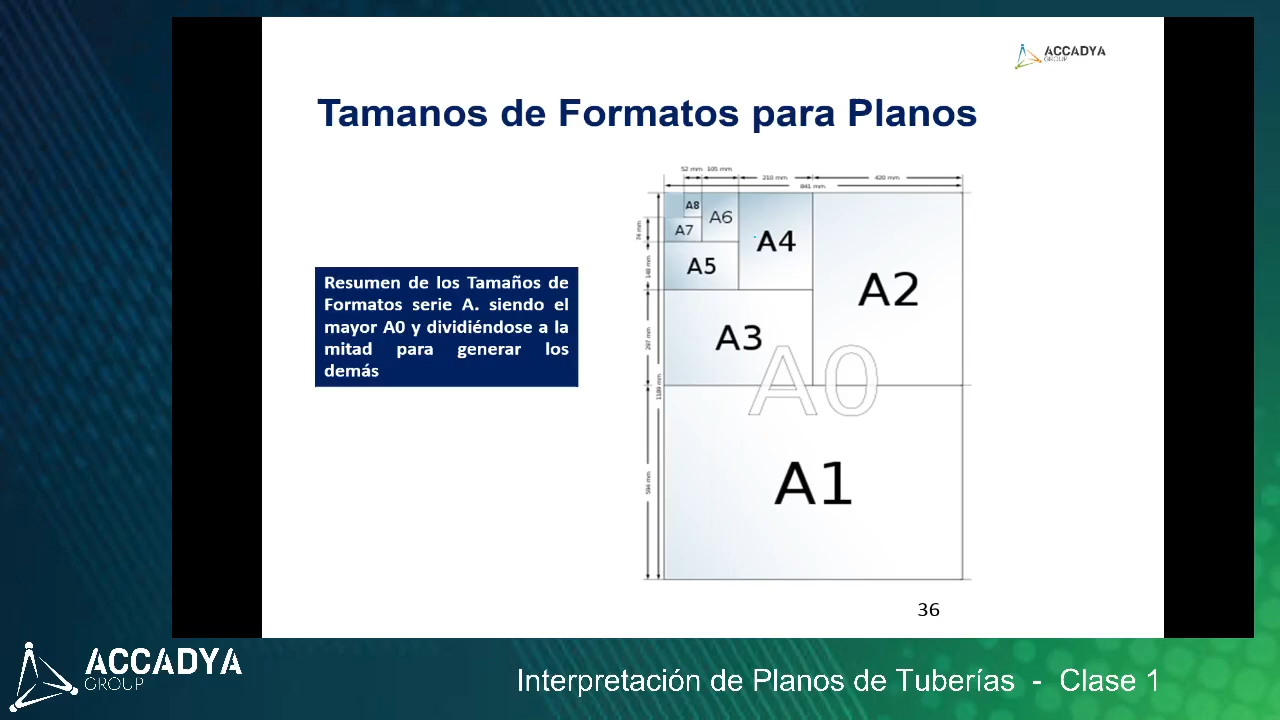 ACCADYA
GROUP
Tamanos de Formatos para Planos
52 mm 105 mm 210 mm 420 mm
841 mm
A8
A7
A6
A5
A4
A3
A2
A0
A1
74 mm
148 mm
297 mm
1189 mm
594 mm
Resumen de los Tamaños de
Formatos serie A. siendo el
mayor A0 y dividiéndose a la
mitad para generar los
demás
36
ACCADYA
GROUP
Interpretación de Planos de Tuberías - Clase 1